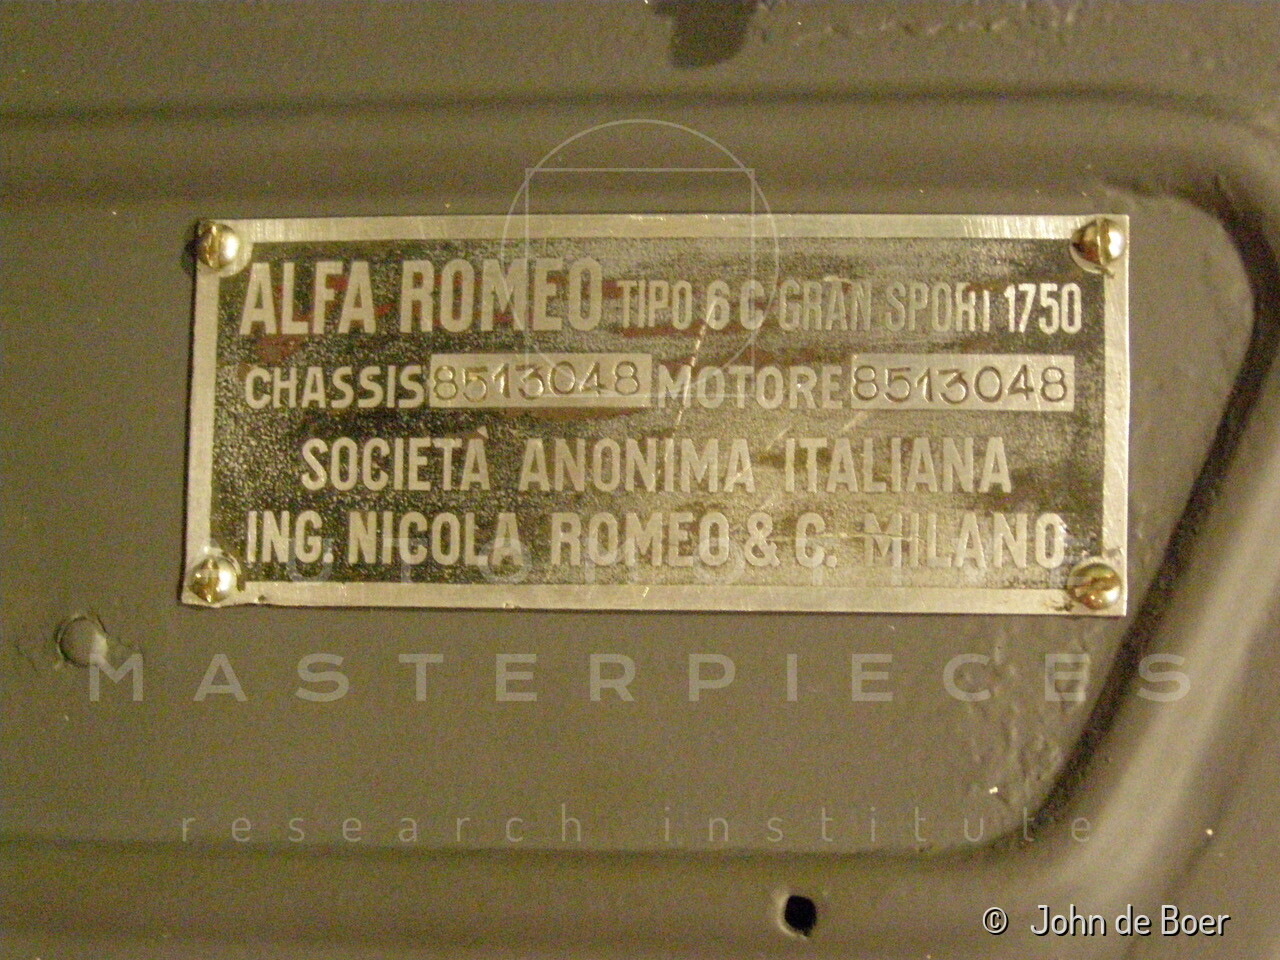 ALFA ROMEO TIPO 6 C GRAN SPORT 1750
CHASSIS 8513048 MOTORE 8513048
SOCIETÁ ANONIMA ITALIANA
ING. NICOLA ROMEO & C. MILANO
MASTERPIECES
research institute
© John de Boer